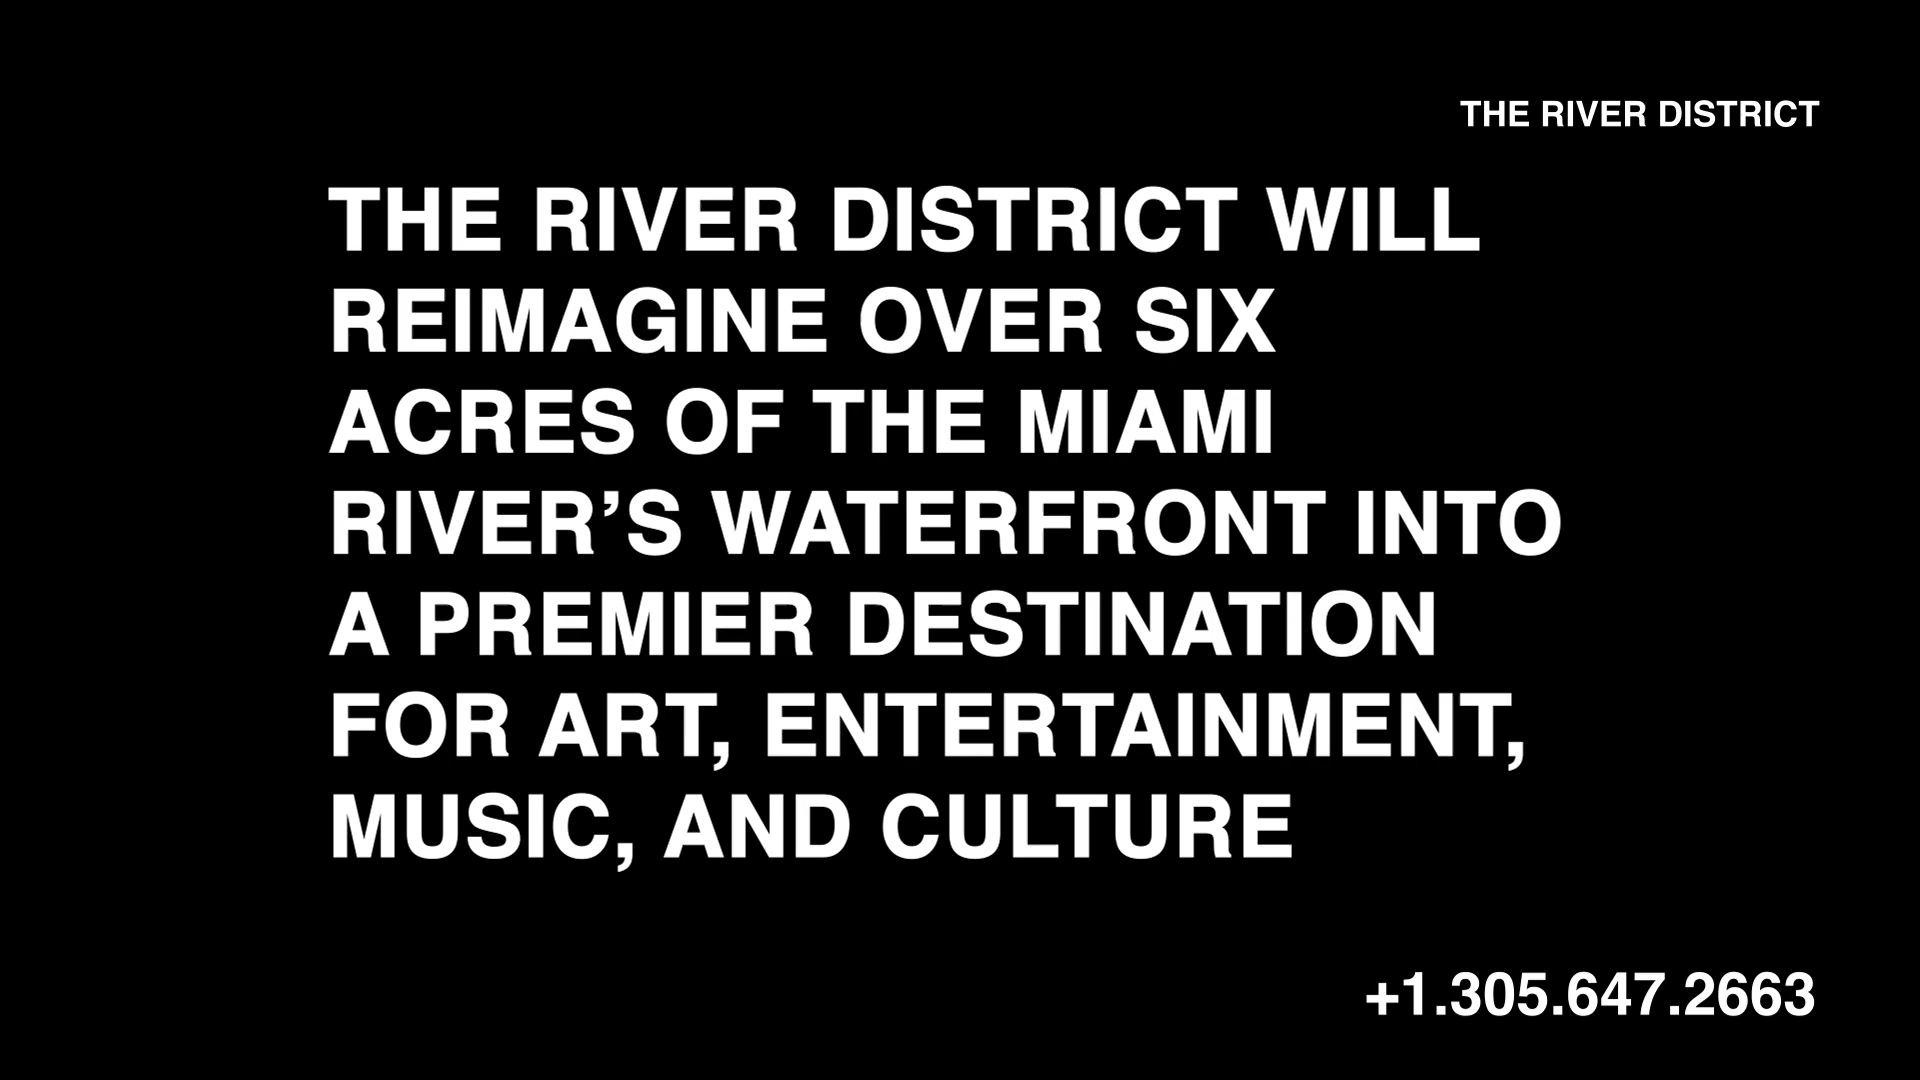 THE RIVER DISTRICT
THE RIVER DISTRICT WILL
REIMAGINE OVER SIX
ACRES OF THE MIAMI
RIVER’S WATERFRONT INTO
A PREMIER DESTINATION
FOR ART, ENTERTAINMENT,
MUSIC, AND CULTURE
+1.305.647.2663